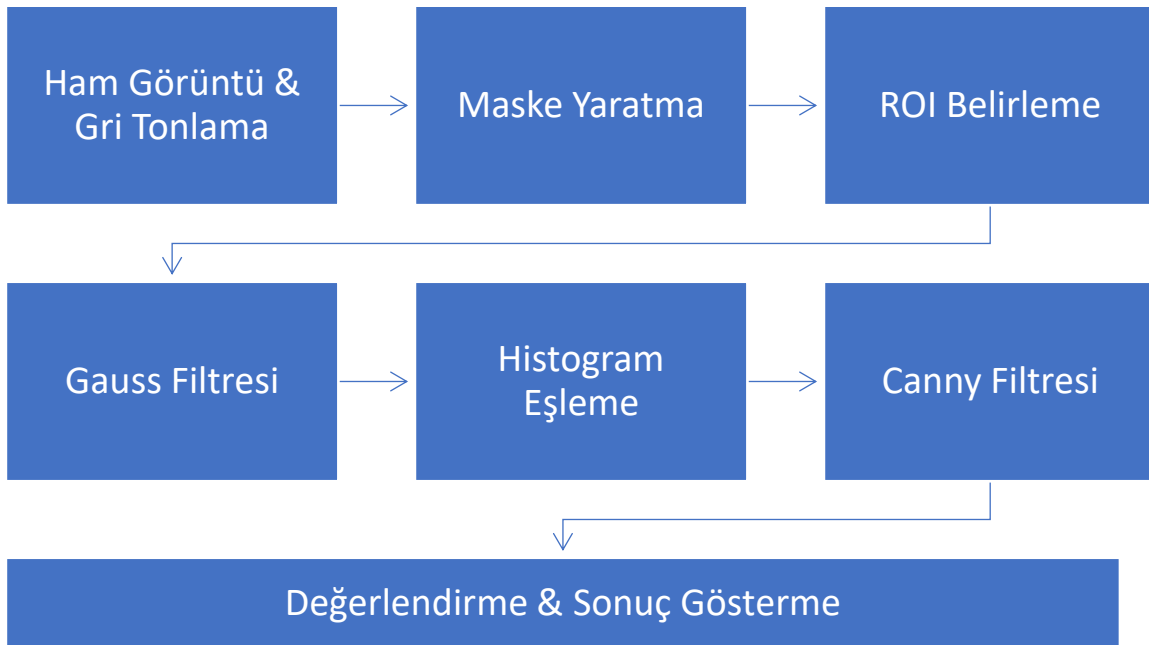 Ham Görüntü &
Gri Tonlama
Maske Yaratma
ROI Belirleme
Gauss Filtresi
Histogram
Eşleme
Canny Filtresi
Değerlendirme & Sonuç Gösterme